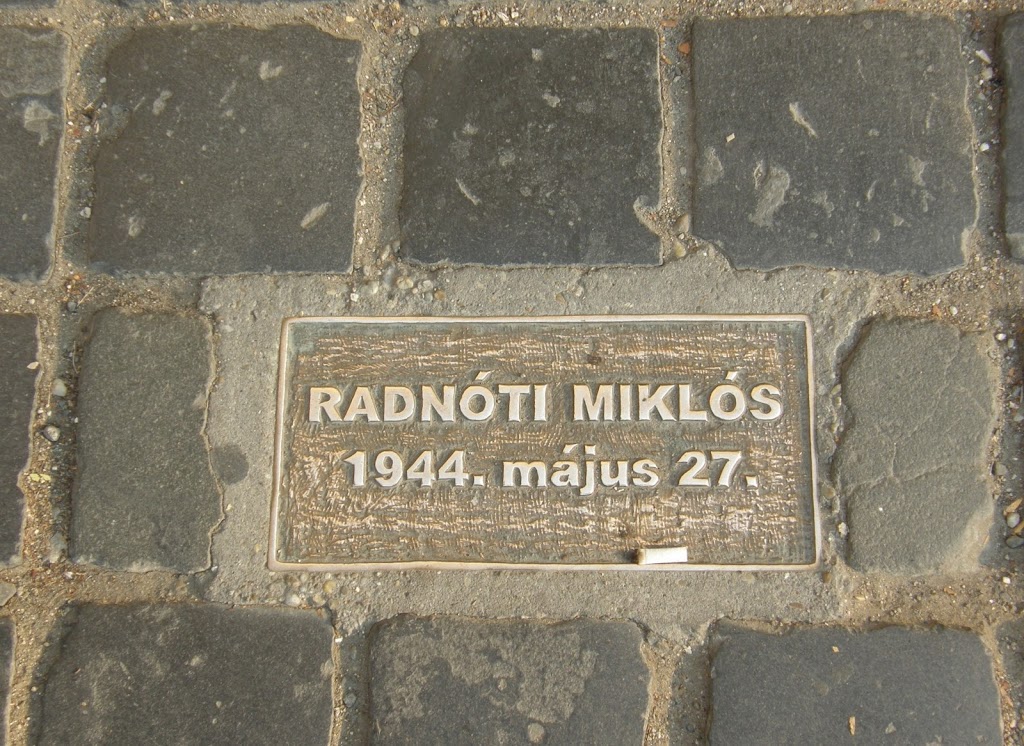 RADNÓTI MIKLÓS
1944. május 27.